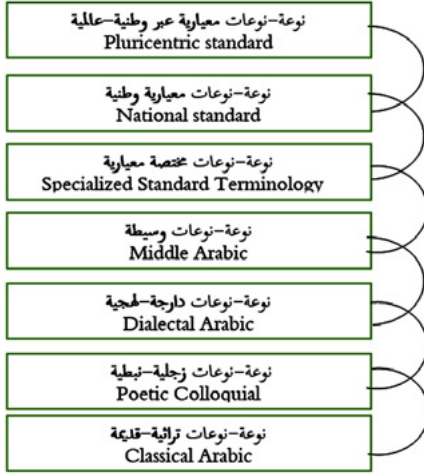 نوعة-نوعات معيارية عبر وطنية-عالمية
Pluricentric standard
نوعة-نوعات معيارية وطنية
National standard
نوعة-نوعات مختصة معيارية
Specialized Standard Terminology
نوعة-نوعات وسيطة
Middle Arabic
نوعة-نوعات دارجة-لهجية
Dialectal Arabic
نوعة-نوعات زجلية-نبطية
Poetic Colloquial
نوعة-نوعات تراثية-قديمة
Classical Arabic